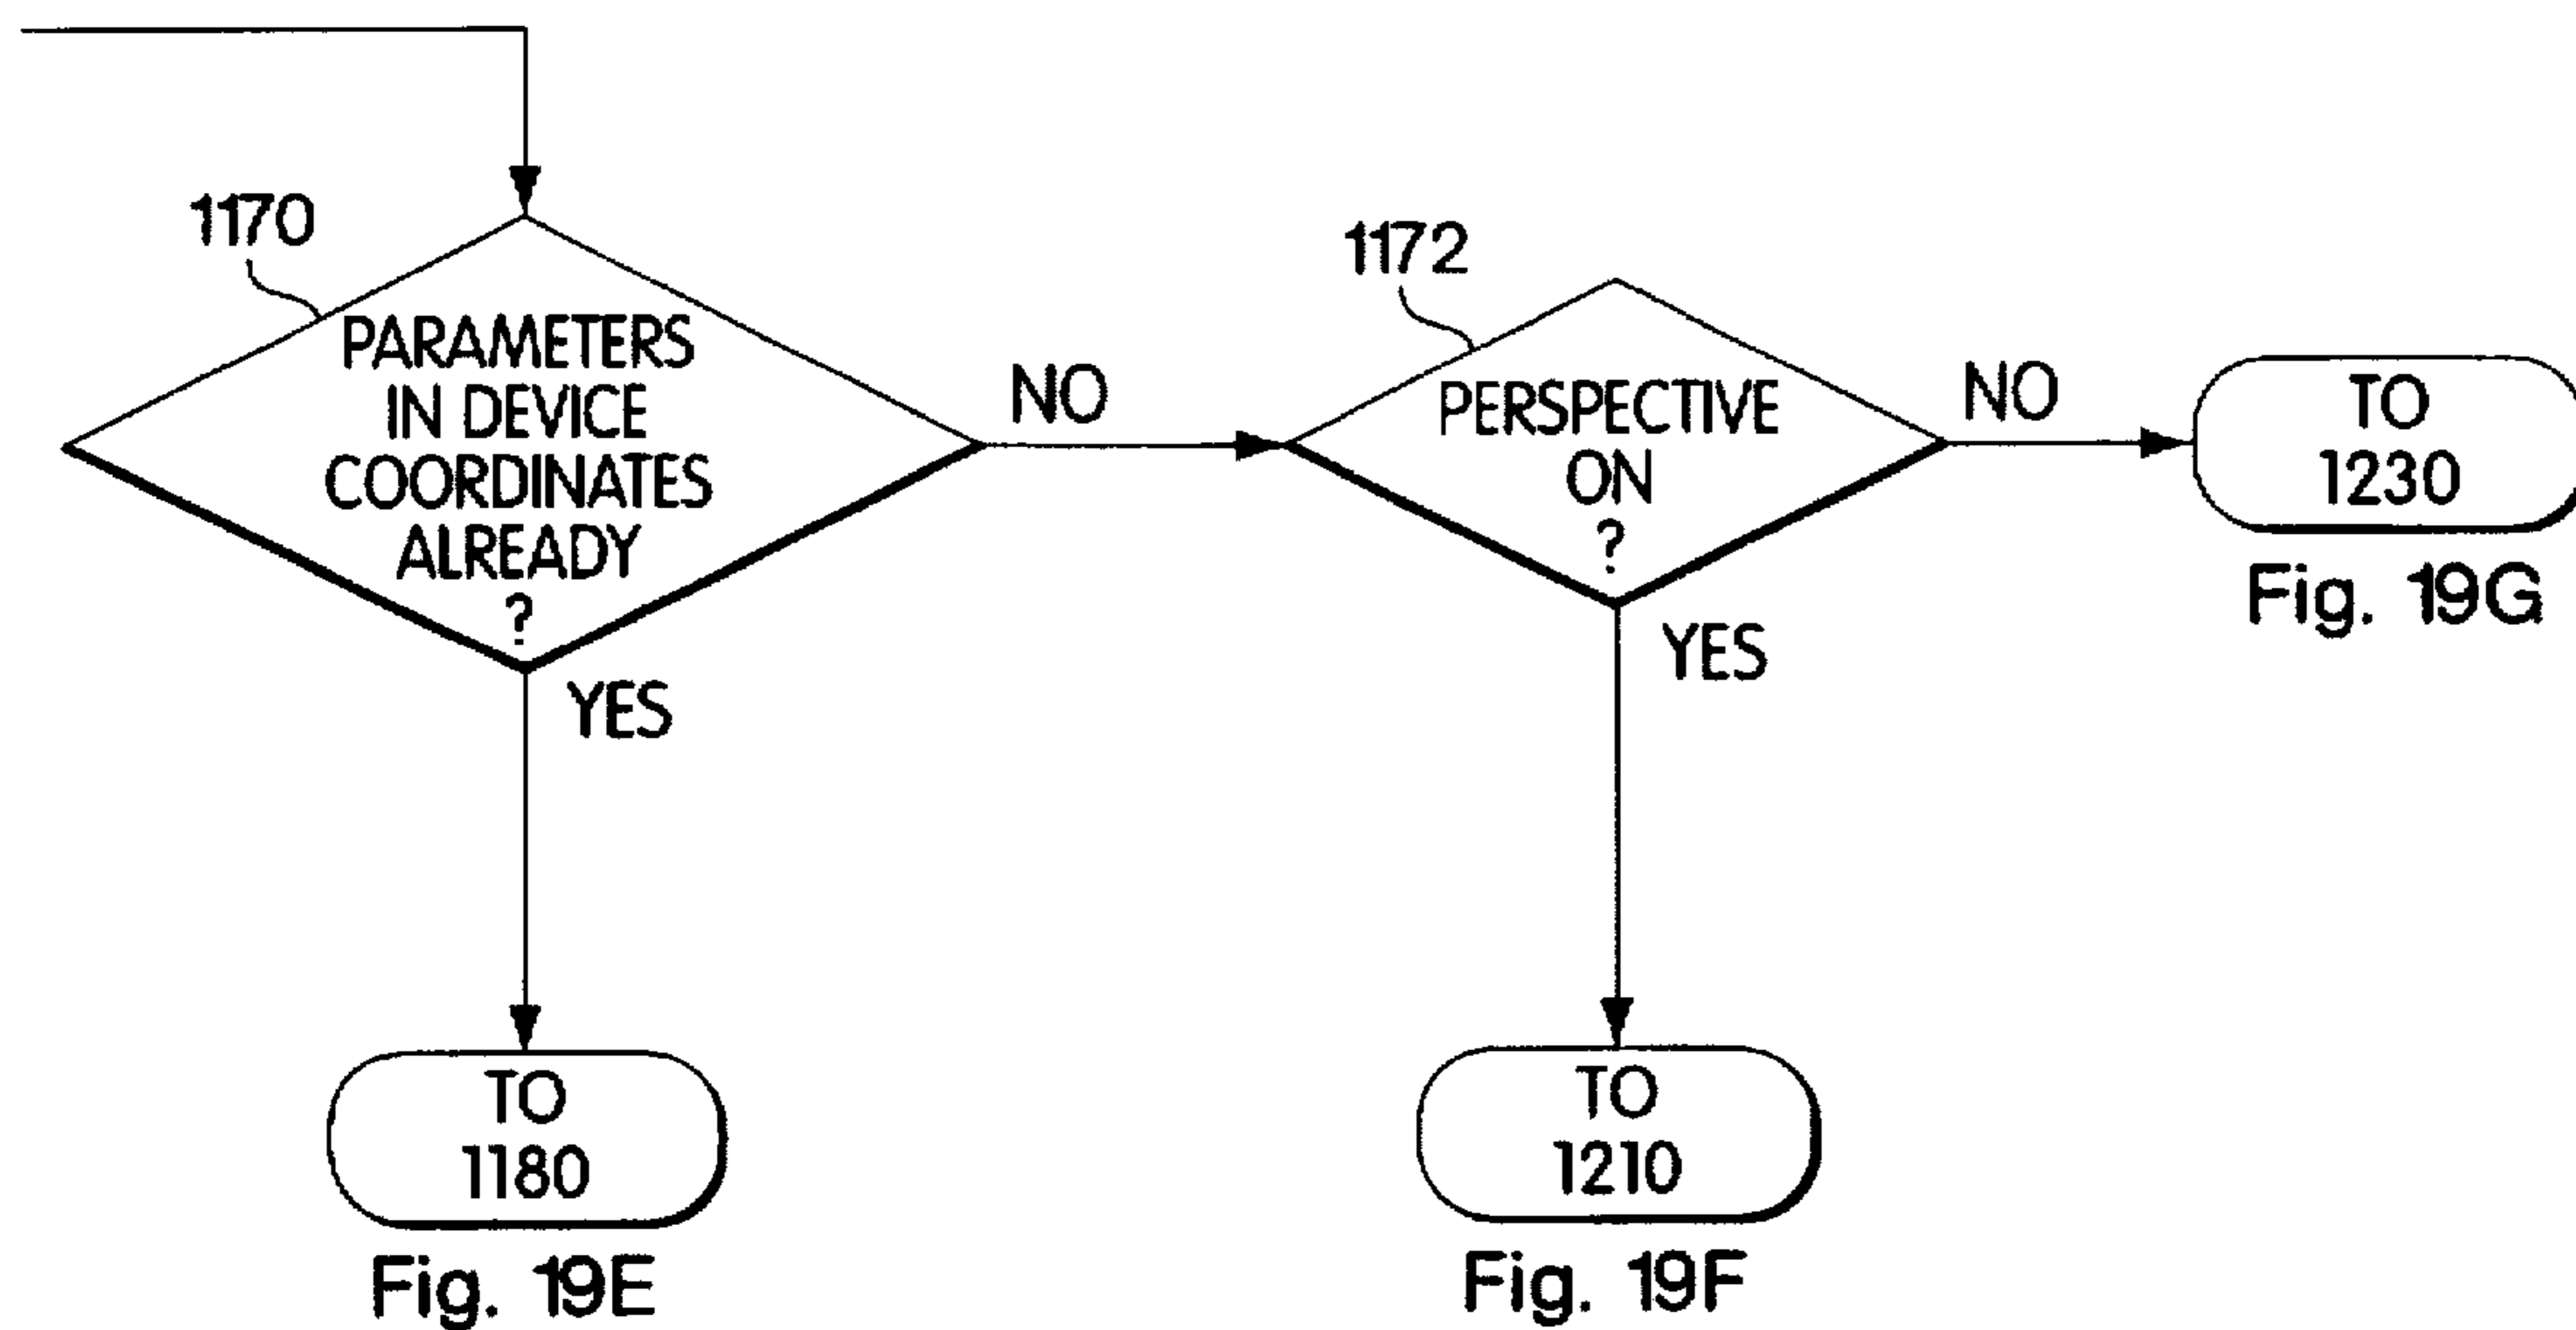 1170
PARAMETERS
IN DEVICE
COORDINATES
ALREADY
?
NO
YES
TO
1180
Fig. 19E
1172
PERSPECTIVE
ON
?
NO
YES
TO
1210
Fig. 19F
TO
1230
Fig. 19G